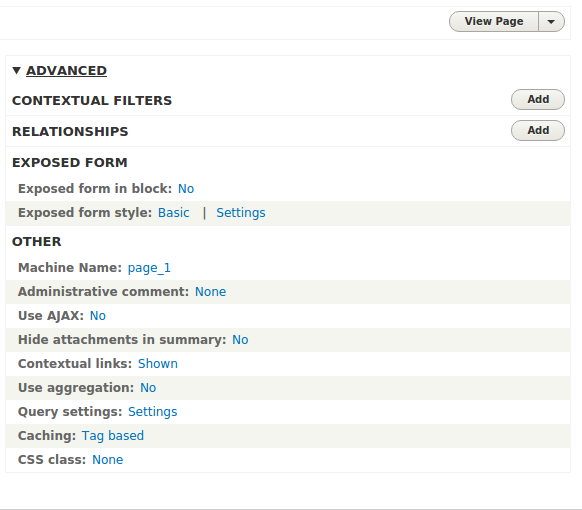 View Page
ADVANCED
CONTEXTUAL FILTERS Add
RELATIONSHIPS Add
EXPOSED FORM
Exposed form in block: No
Exposed form style: Basic | Settings
OTHER
Machine Name: page_1
Administrative comment: None
Use AJAX: No
Hide attachments in summary: No
Contextual links: Shown
Use aggregation: No
Query settings: Settings
Caching: Tag based
CSS class: None